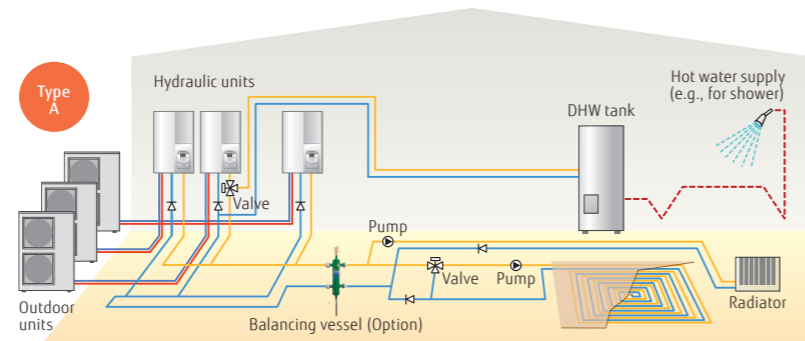 Type
A
Hydraulic units
Hot water supply
(e.g., for shower)
DHW tank
Valve
Pump
Valve
Pump
Radiator
Outdoor
units
Balancing vessel (Option)